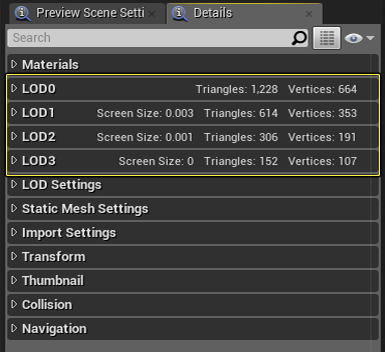 Preview Scene Setti Details
Search
Materials
LOD0 Triangles: 1,228 Vertices: 664
LOD1 Screen Size: 0.003 Triangles: 614 Vertices: 353
LOD2 Screen Size: 0.001 Triangles: 306 Vertices: 191
LOD3 Screen Size: 0 Triangles: 152 Vertices: 107
LOD Settings
Static Mesh Settings
Import Settings
Transform
Thumbnail
Collision
Navigation